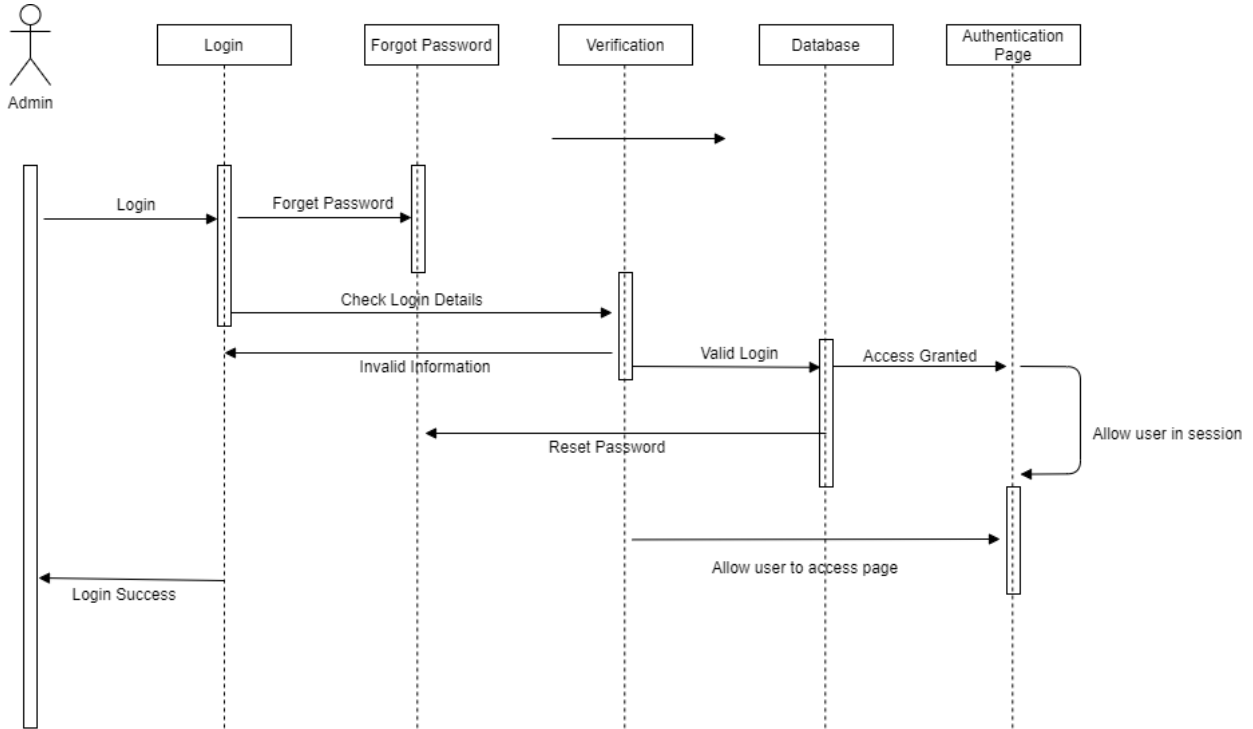 Admin
Login
Forgot Password
Verification
Database
Authentication
Page
Login
Forget Password
Check Login Details
Invalid Information
Valid Login
Access Granted
Allow user in session
Reset Password
Allow user to access page
Login Success